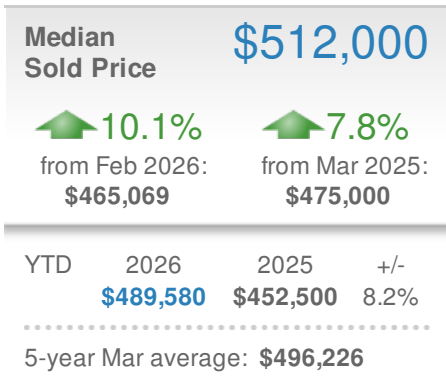 Median
Sold Price
$512,000
10.1%
from Feb 2026:
$465,069
7.8%
from Mar 2025:
$475,000
YTD 2026 2025 +/-
$489,580 $452,500 8.2%
5-year Mar average: $496,226